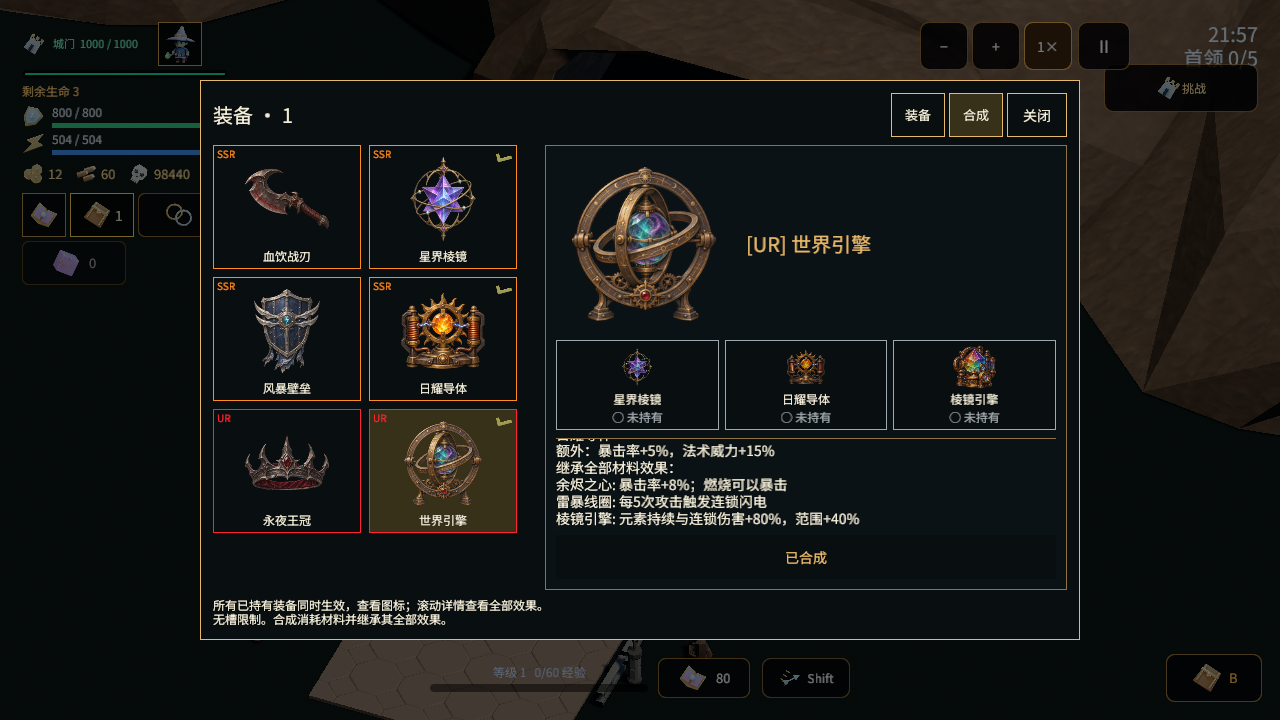 城门 1000 / 1000
剩余生命 3
800 / 800
504 / 504
12
60
98440
1
0
−
+
1×
21:57
首领 0/5
挑战
装备 · 1
装备
合成
关闭
SSR
血饮战刃
SSR
星界棱镜
SSR
风暴壁垒
SSR
日耀导体
UR
永夜王冠
UR
世界引擎
[UR] 世界引擎
星界棱镜
〇 未持有
日耀导体
〇 未持有
棱镜引擎
〇 未持有
额外：暴击率+5%，法术威力+15%
继承全部材料效果：
余烬之心: 暴击率+8%；燃烧可以暴击
雷暴线圈: 每5次攻击触发连锁闪电
棱镜引擎: 元素持续与连锁伤害+80%，范围+40%
已合成
所有已持有装备同时生效，查看图标；滚动详情查看全部效果。
无槽限制。合成消耗材料并继承其全部效果。
等级 1 0/60 经验
80
Shift
B